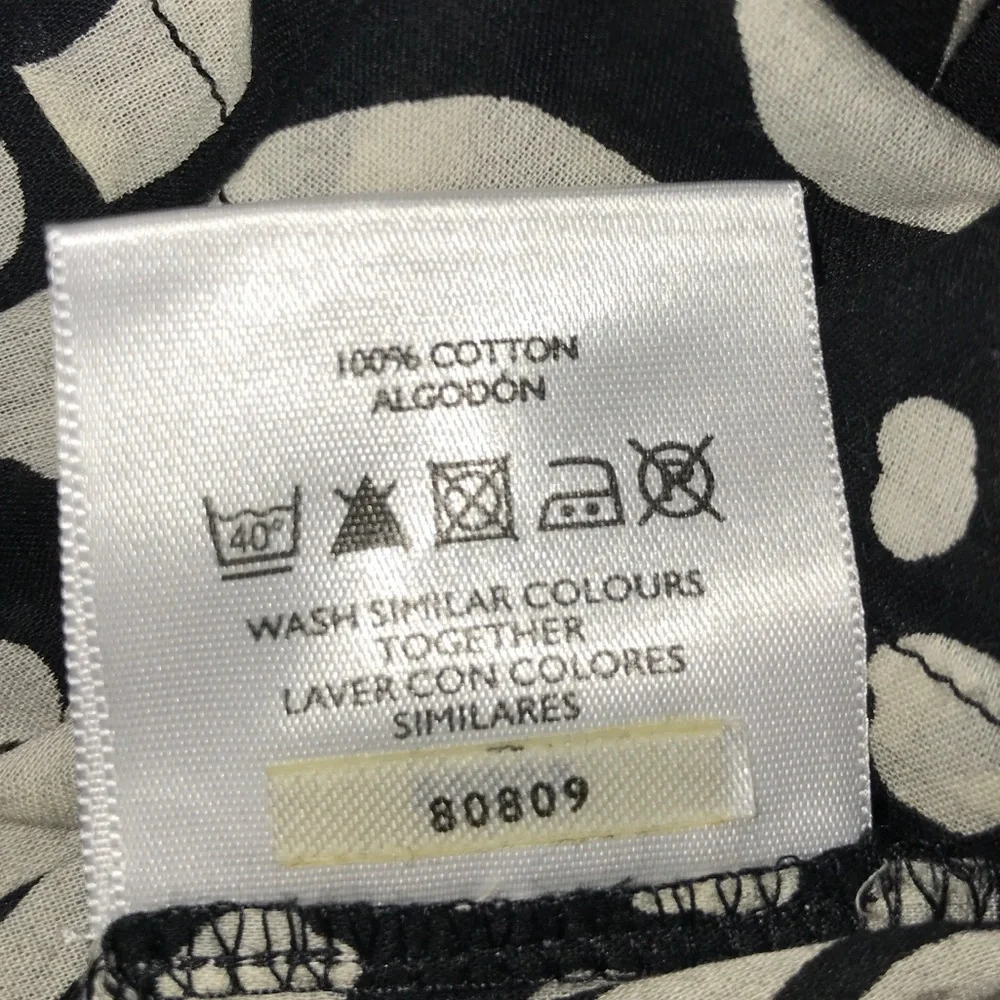 100% COTTON
ALGODÓN
40°
P
WASH SIMILAR COLOURS
TOGETHER
LAVER CON COLORES
SIMILARES
80809